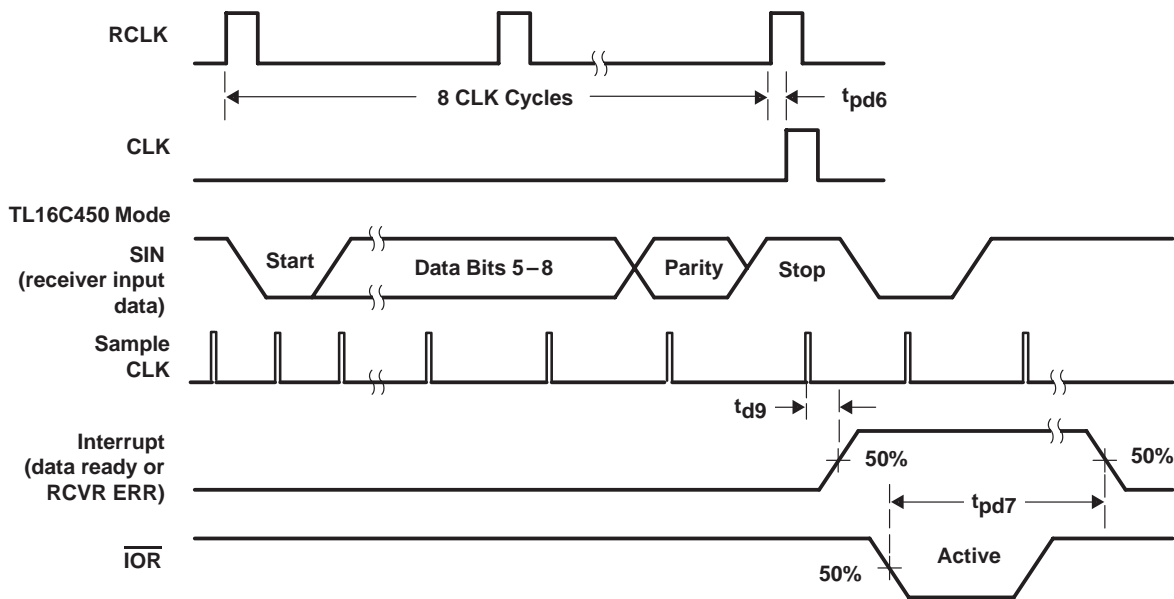 RCLK
8 CLK Cycles
tpd6
CLK
TL16C450 Mode
SIN
(receiver input
data)
Start
Data Bits 5–8
Parity
Stop
Sample
CLK
td9
Interrupt
(data ready or
RCVR ERR)
50%
50%
tpd7
IOR
50%
Active